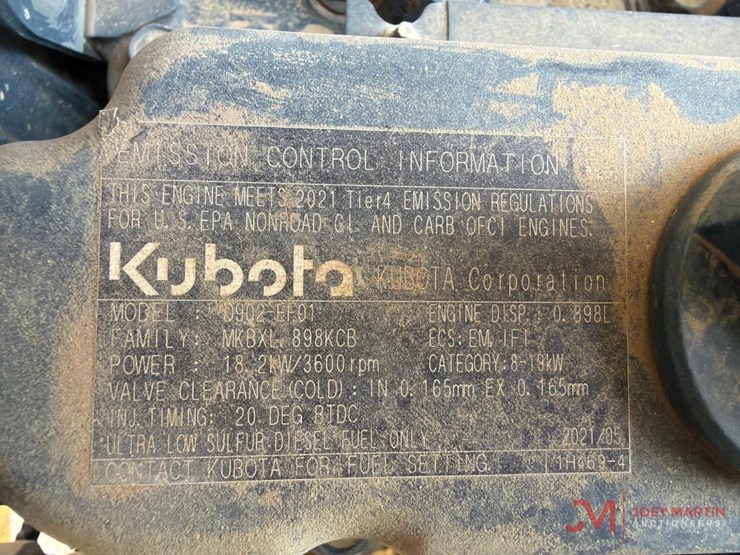 EMISSION CONTROL INFORMATION
THIS ENGINE MEETS 2021 Tier4 EMISSION REGULATIONS
FOR U.S. EPA NONROAD CI AND CARB OFCI ENGINES.
Kubota KUBOTA Corporation
MODEL : D902-EF01 ENGINE DISP.: 0.898L
FAMILY: MKBXL.898KCB ECS: EM, IFI
POWER : 18.2kW/3600rpm CATEGORY: 8-19kW
VALVE CLEARANCE(COLD): IN 0.165mm EX 0.165mm
INJ.TIMING: 20 DEG BTDC
ULTRA LOW SULFUR DIESEL FUEL ONLY 2021/05
CONTACT KUBOTA FOR FUEL SETTING. 1H469-4
JM JOEY MARTIN
AUCTIONEERS